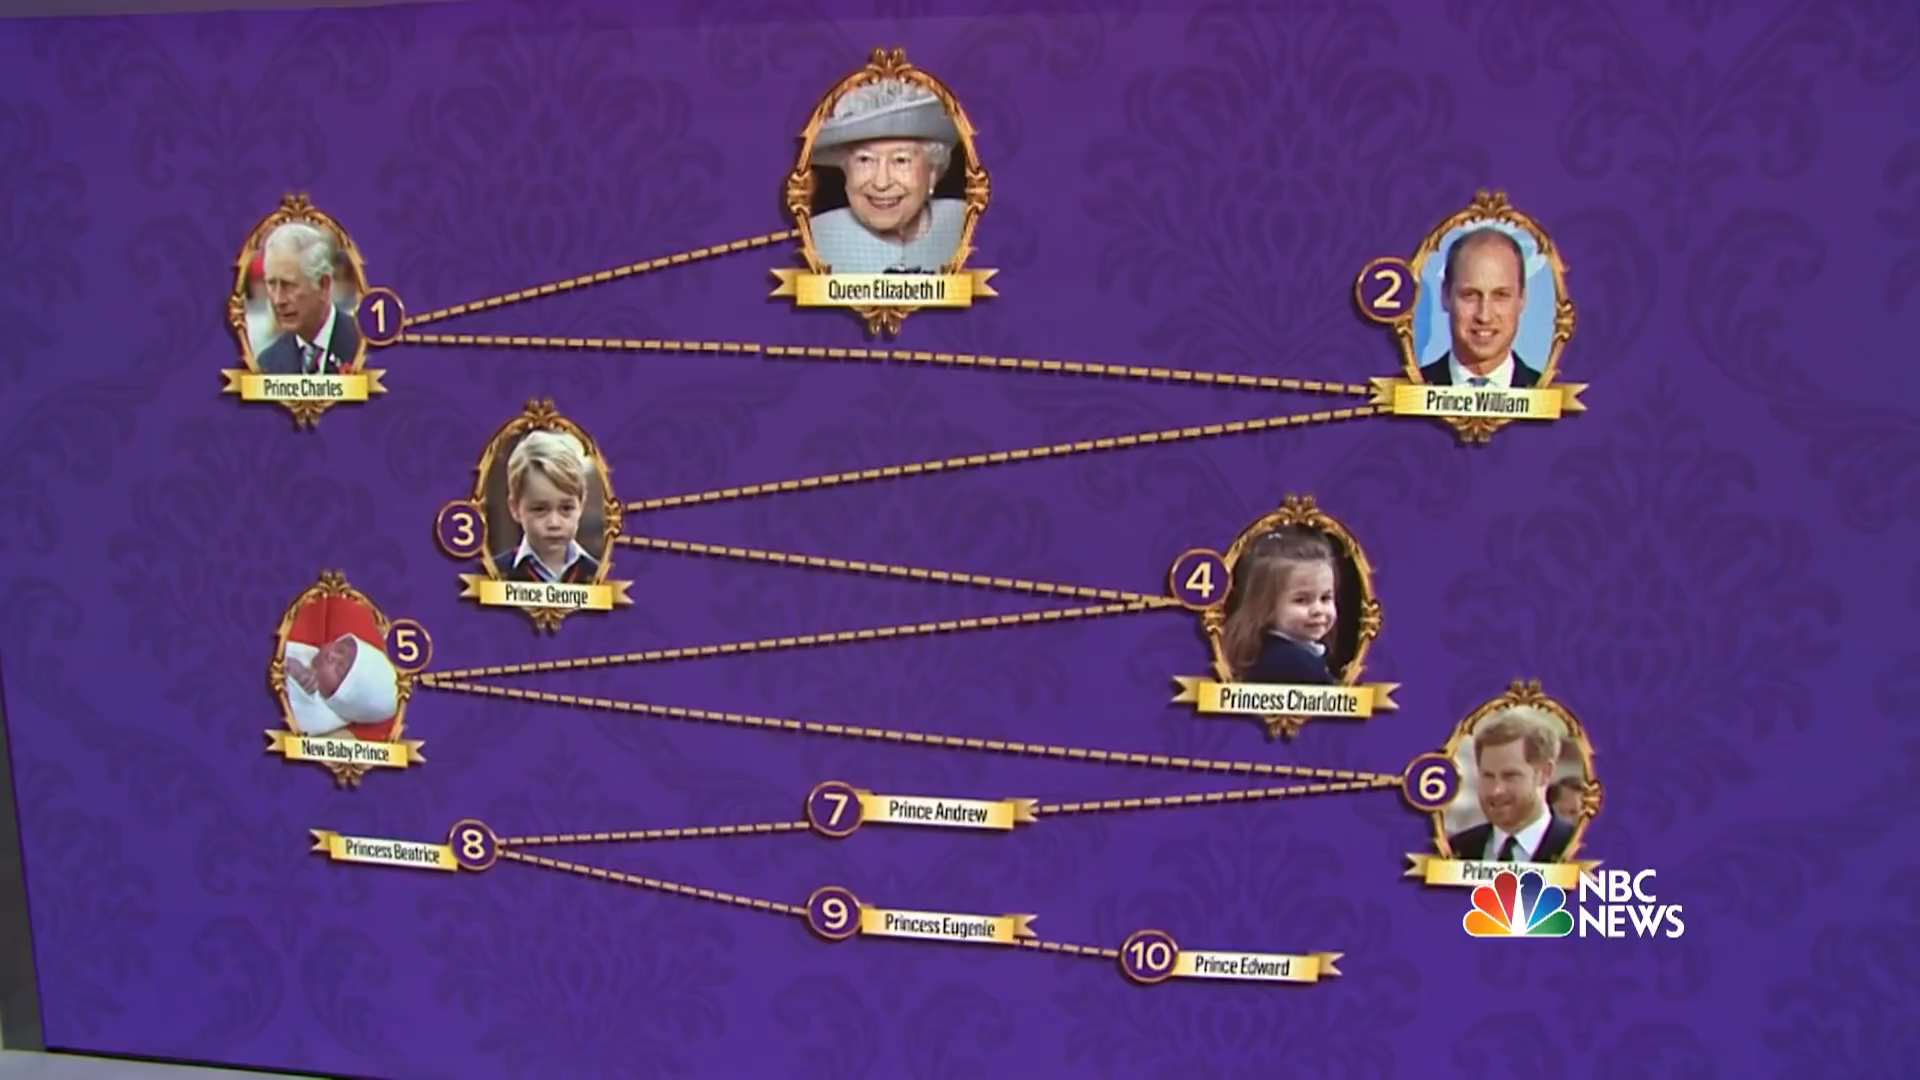 Queen Elizabeth II
1
Prince Charles
2
Prince William
3
Prince George
4
Princess Charlotte
5
New Baby Prince
6
Prince
7
Prince Andrew
8
Princess Beatrice
9
Princess Eugenie
10
Prince Edward
NBC
NEWS